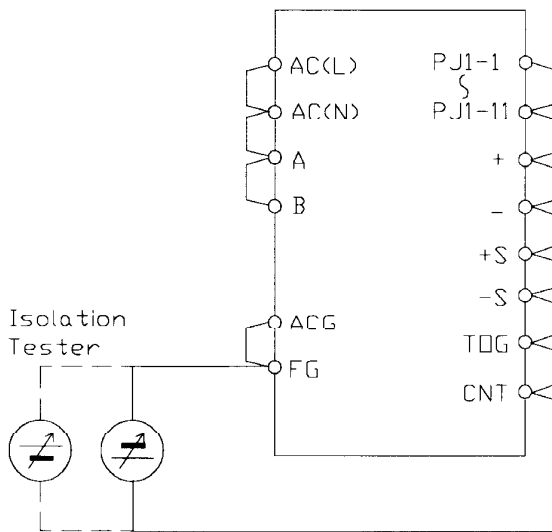 AC(L)
AC(N)
A
B
ACG
FG
PJ1-1
PJ1-11
+
-
+S
-S
TOG
CNT
Isolation
Tester